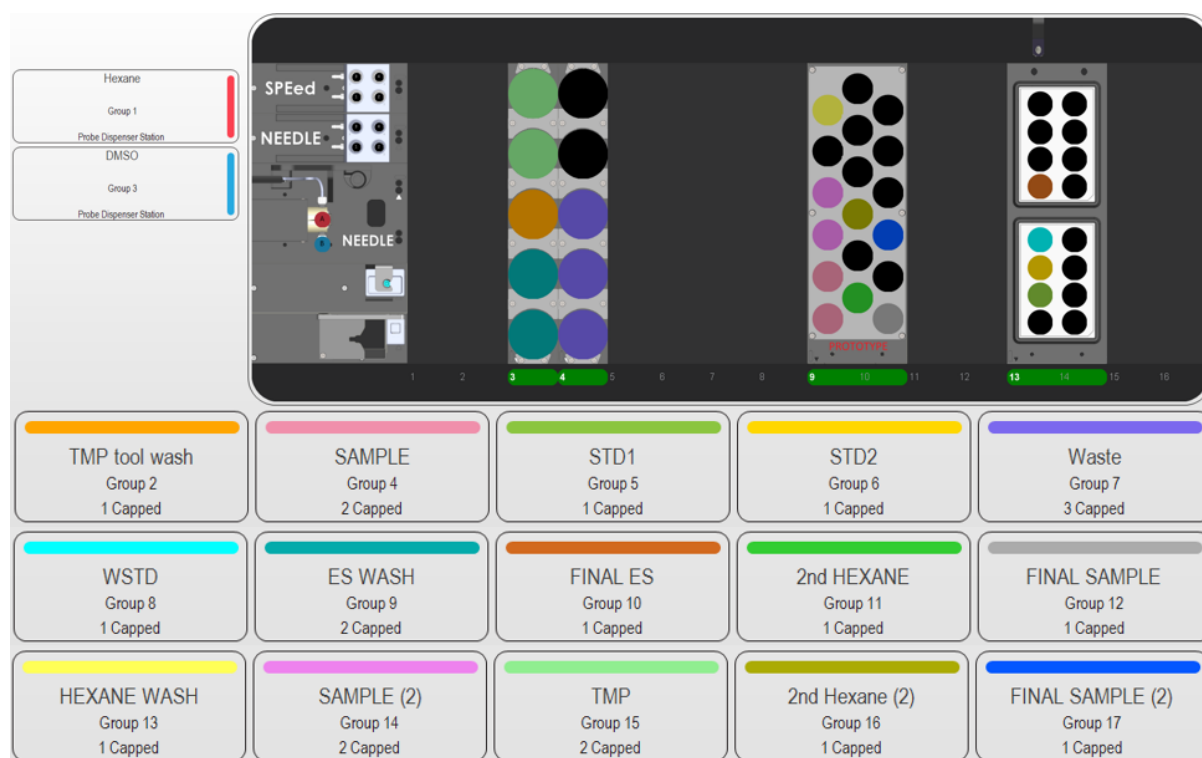 Hexane
Group 1
Probe Dispenser Station
DMSO
Group 3
Probe Dispenser Station
SPEed
NEEDLE
A
B
NEEDLE
PROTOTYPE
1 2 3 4 5 6 7 8 9 10 11 12 13 14 15 16
TMP tool wash
Group 2
1 Capped
SAMPLE
Group 4
2 Capped
STD1
Group 5
1 Capped
STD2
Group 6
1 Capped
Waste
Group 7
3 Capped
WSTD
Group 8
1 Capped
ES WASH
Group 9
2 Capped
FINAL ES
Group 10
1 Capped
2nd HEXANE
Group 11
1 Capped
FINAL SAMPLE
Group 12
1 Capped
HEXANE WASH
Group 13
1 Capped
SAMPLE (2)
Group 14
2 Capped
TMP
Group 15
2 Capped
2nd Hexane (2)
Group 16
1 Capped
FINAL SAMPLE (2)
Group 17
1 Capped